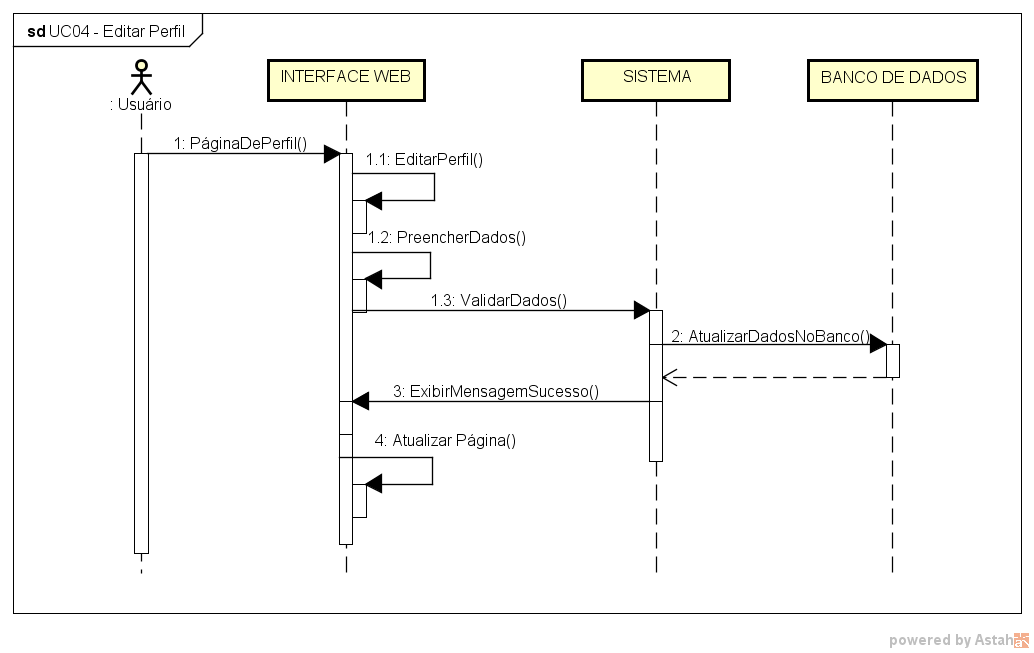 sd UC04 - Editar Perfil
INTERFACE WEB
SISTEMA
BANCO DE DADOS
: Usuário
1: PáginaDePerfil()
1.1: EditarPerfil()
1.2: PreencherDados()
1.3: ValidarDados()
2: AtualizarDadosNoBanco()
3: ExibirMensagemSucesso()
4: Atualizar Página()
powered by Astah